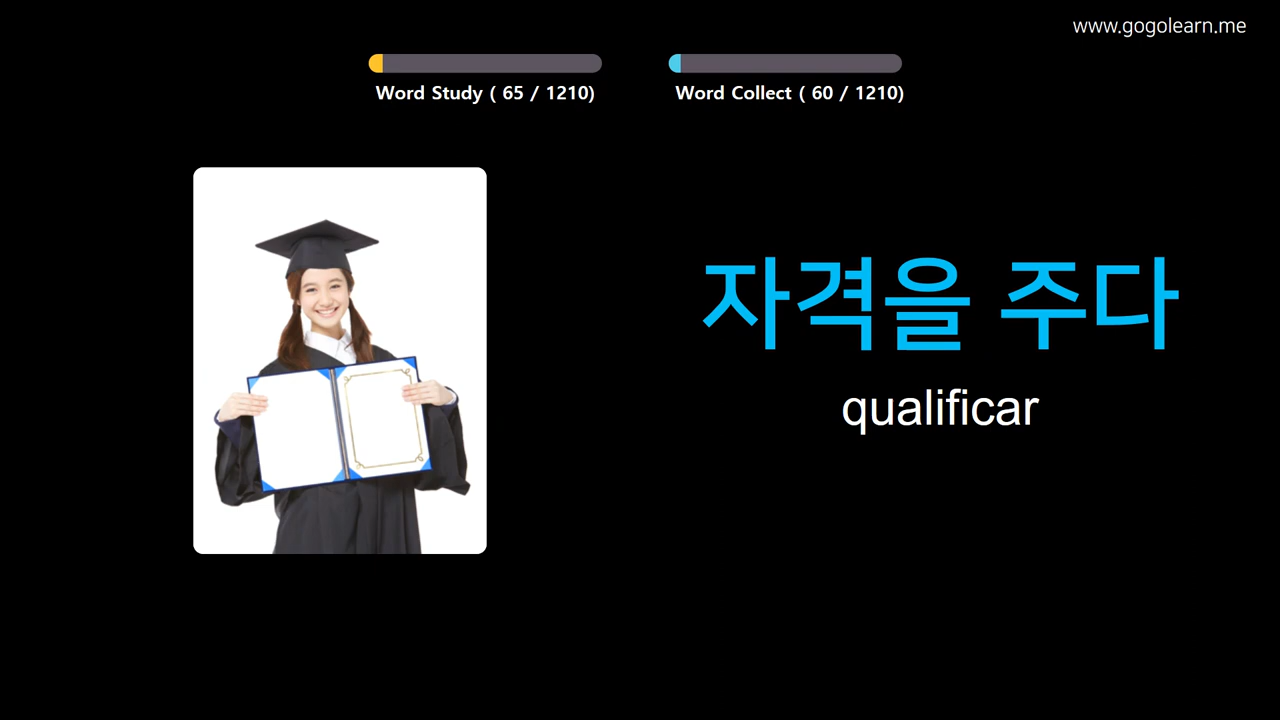 www.gogolearn.me
Word Study ( 65 / 1210)
Word Collect ( 60 / 1210)
자격을 주다
qualificar